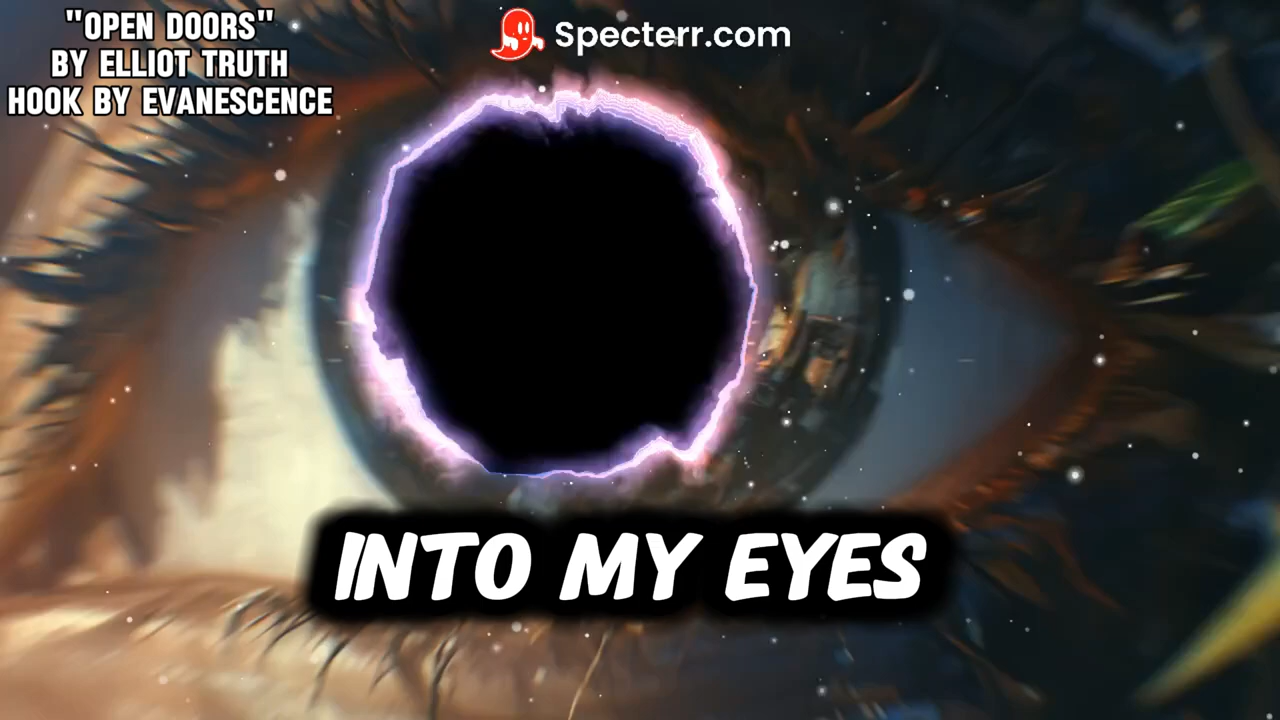 "OPEN DOORS"
BY ELLIOT TRUTH
HOOK BY EVANESCENCE
Specterr.com
INTO MY EYES